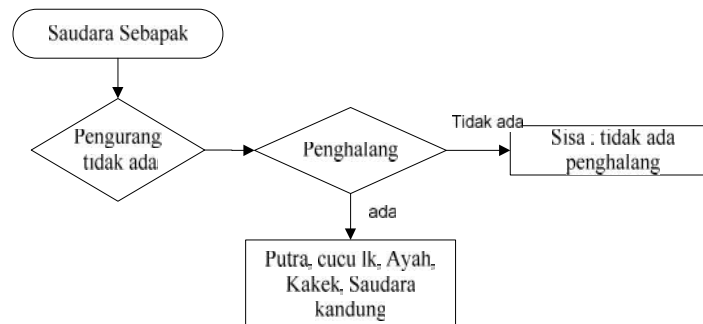 Saudara Sebapak
Pengurang
tidak ada
Penghalang
Tidak ada
Sisa : tidak ada
penghalang
ada
Putra, cucu lk, Ayah,
Kakek, Saudara
kandung